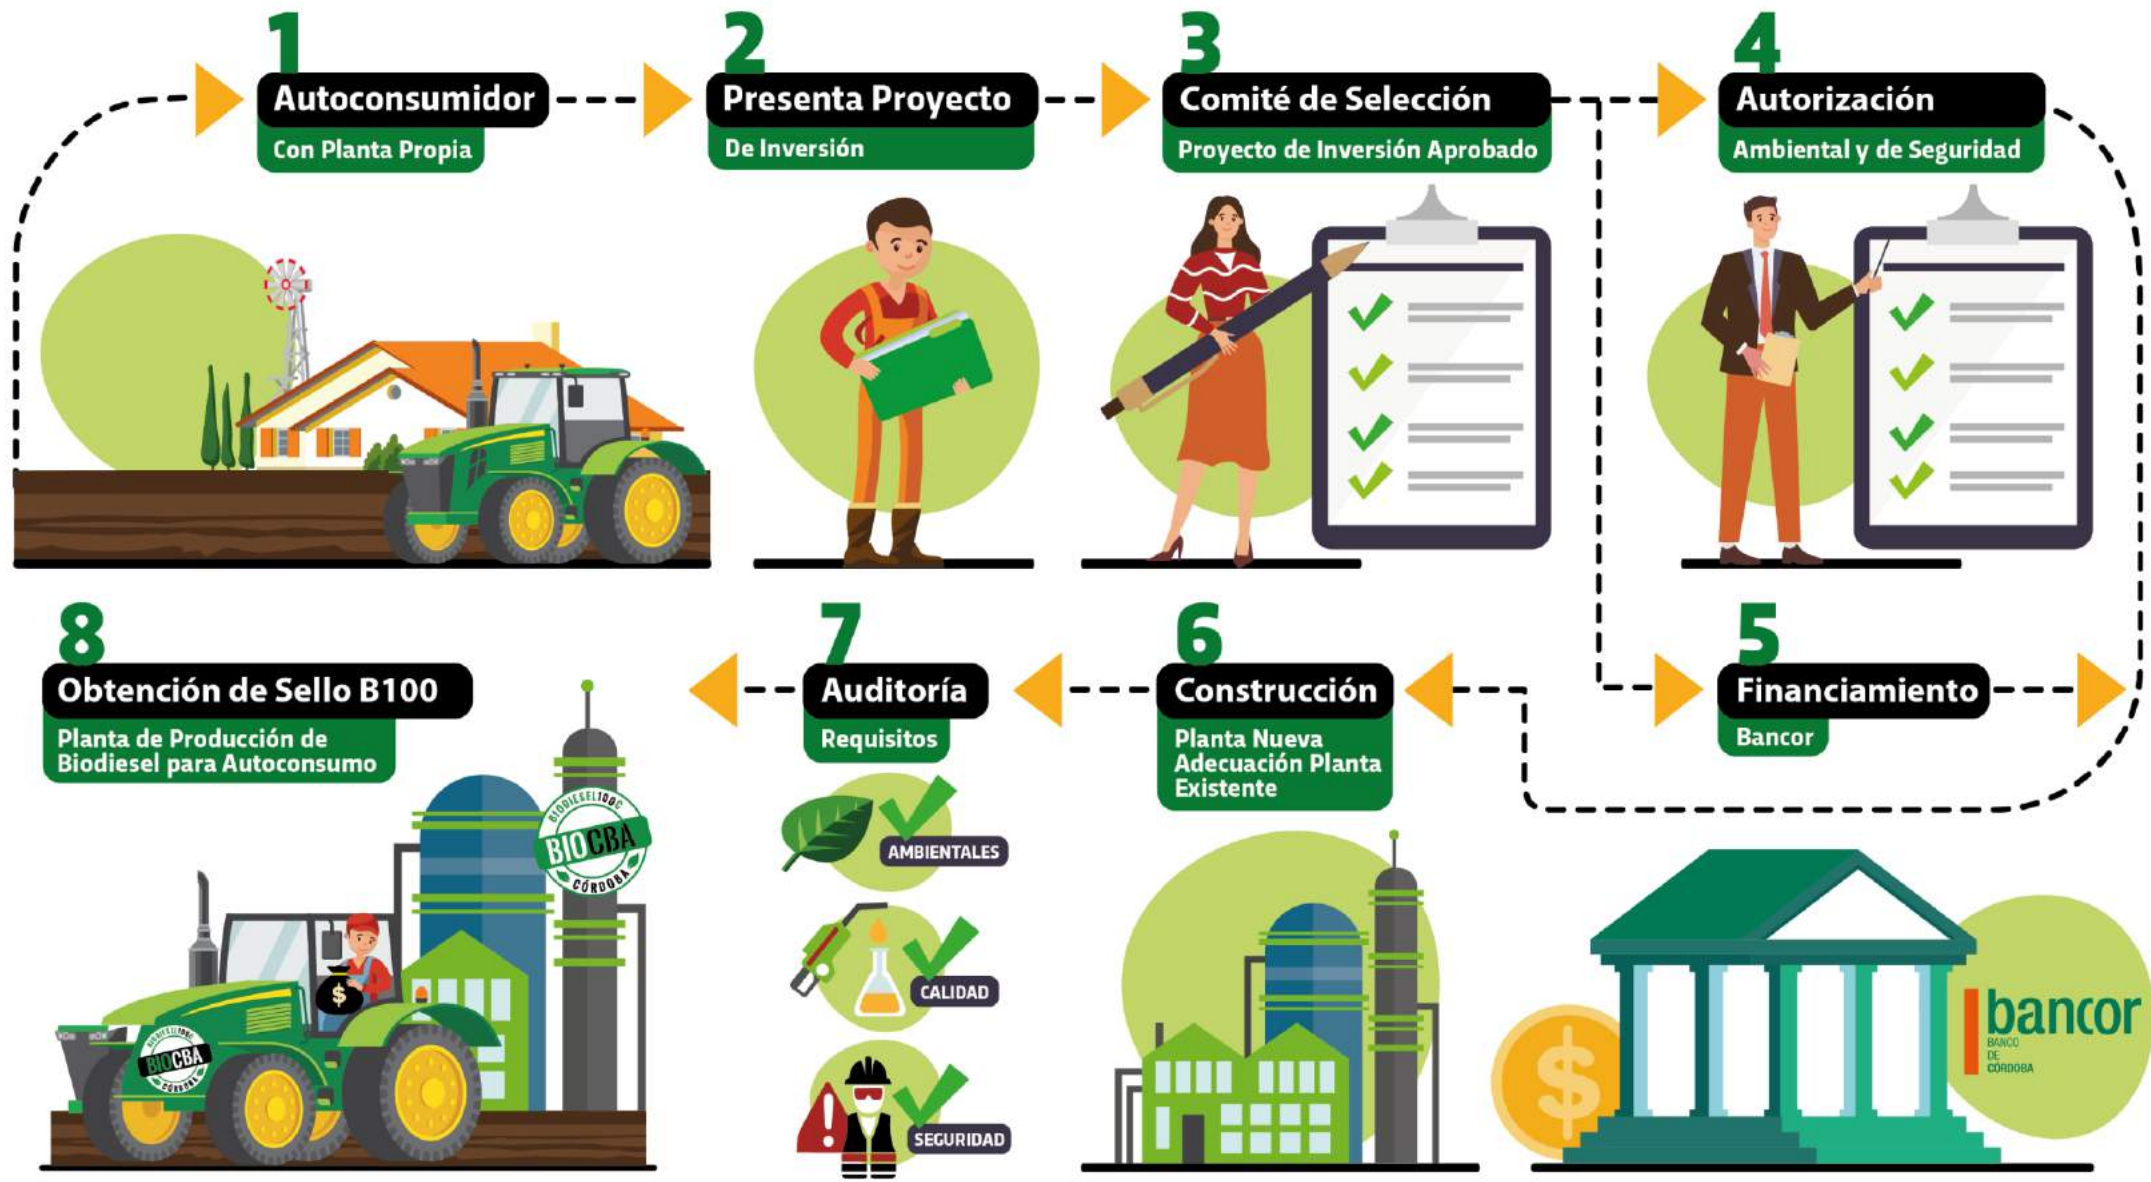 1
Autoconsumidor
Con Planta Propia
2
Presenta Proyecto
De Inversión
3
Comité de Selección
Proyecto de Inversión Aprobado
4
Autorización
Ambiental y de Seguridad
5
Financiamiento
Bancor
$
bancor
BANCO
DE
CÓRDOBA
6
Construcción
Planta Nueva
Adecuación Planta
Existente
7
Auditoría
Requisitos
AMBIENTALES
CALIDAD
!
SEGURIDAD
8
Obtención de Sello B100
Planta de Producción de
Biodiesel para Autoconsumo
BIOCBA
CÓRDOBA
$
BIOCBA
CÓRDOBA